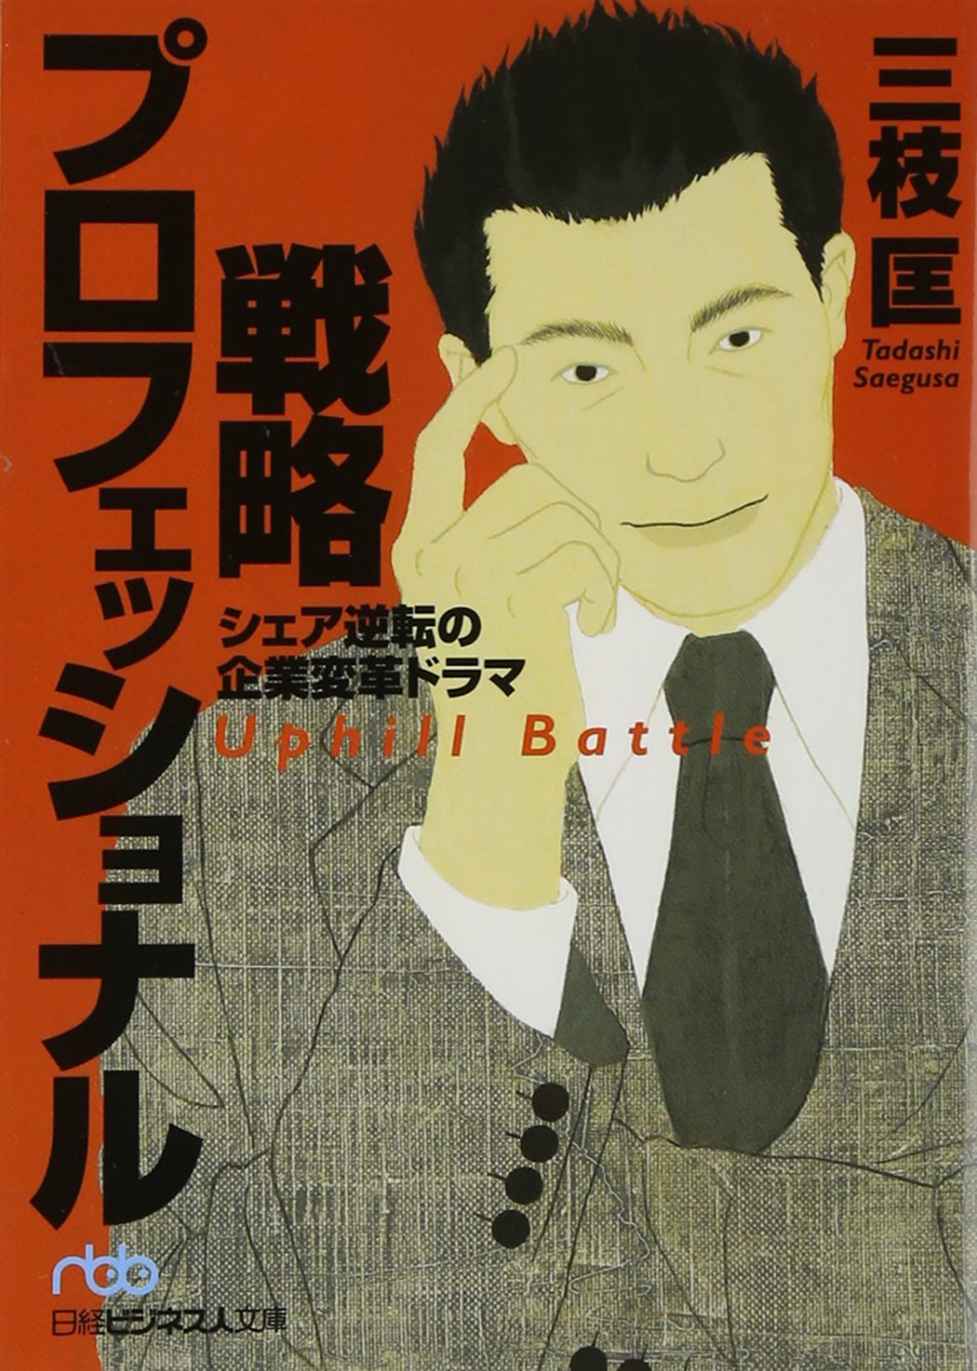 戦略
プロフェッショナル
シェア逆転の
企業変革ドラマ
Uphill Battle
三枝 匡
Tadashi
Saegusa
nbb
日経ビジネス人文庫